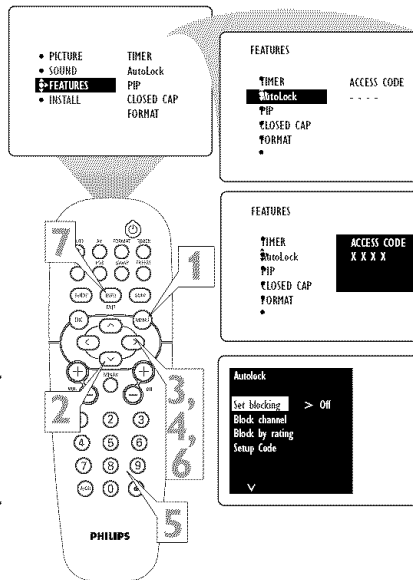 PICTURE
SOUND
FEATURES
INSTALL
TIMER
AutoLock
PIP
CLOSED CAP
FORMAT
FEATURES
TIMER
AutoLock
PIP
CLOSED CAP
FORMAT
ACCESS CODE
- - - -
FEATURES
TIMER
AutoLock
PIP
CLOSED CAP
FORMAT
ACCESS CODE
X X X X
Autolock
Set blocking > Off
Block channel
Block by rating
Setup Code
7
1
2
3,
4,
6
5
FORMAT
MENU
2 3
4 5 6
7 8 9
0
PHILIPS